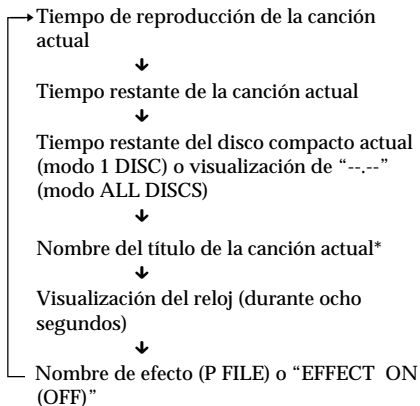 Tiempo de reproducción de la canción
actual
Tiempo restante de la canción actual
Tiempo restante del disco compacto actual
(modo 1 DISC) o visualización de “--.--”
(modo ALL DISCS)
Nombre del título de la canción actual*
Visualización del reloj (durante ocho
segundos)
Nombre de efecto (P FILE) o “EFFECT ON
(OFF)”